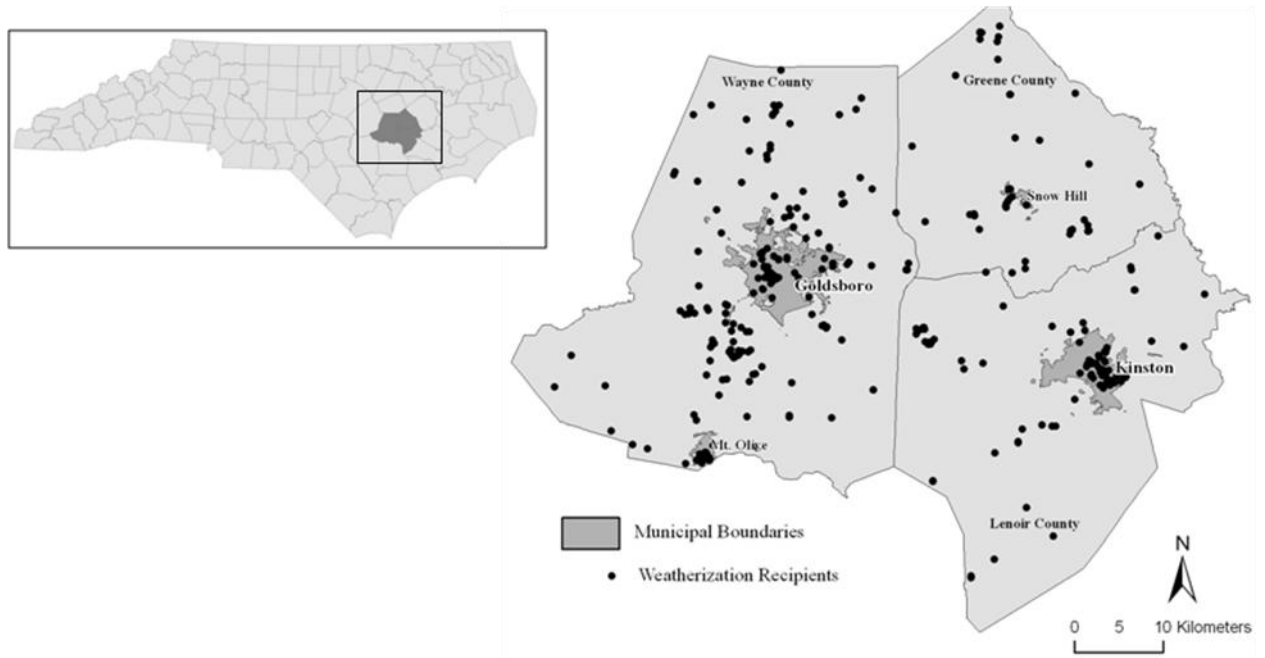 Wayne County
Greene County
Snow Hill
Goldsboro
Kinston
Mt. Olive
Municipal Boundaries
Lenoir County
Weatherization Recipients
N
0 5 10 Kilometers